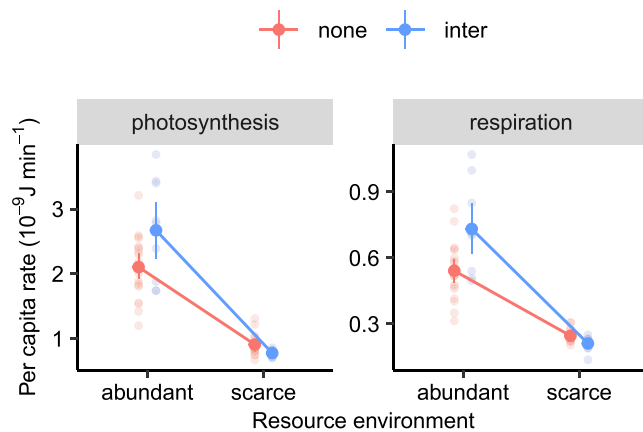 none inter
photosynthesis respiration
Per capita rate (10⁻⁹J min⁻¹)
3
2
1
0.9
0.6
0.3
abundant scarce abundant scarce
Resource environment